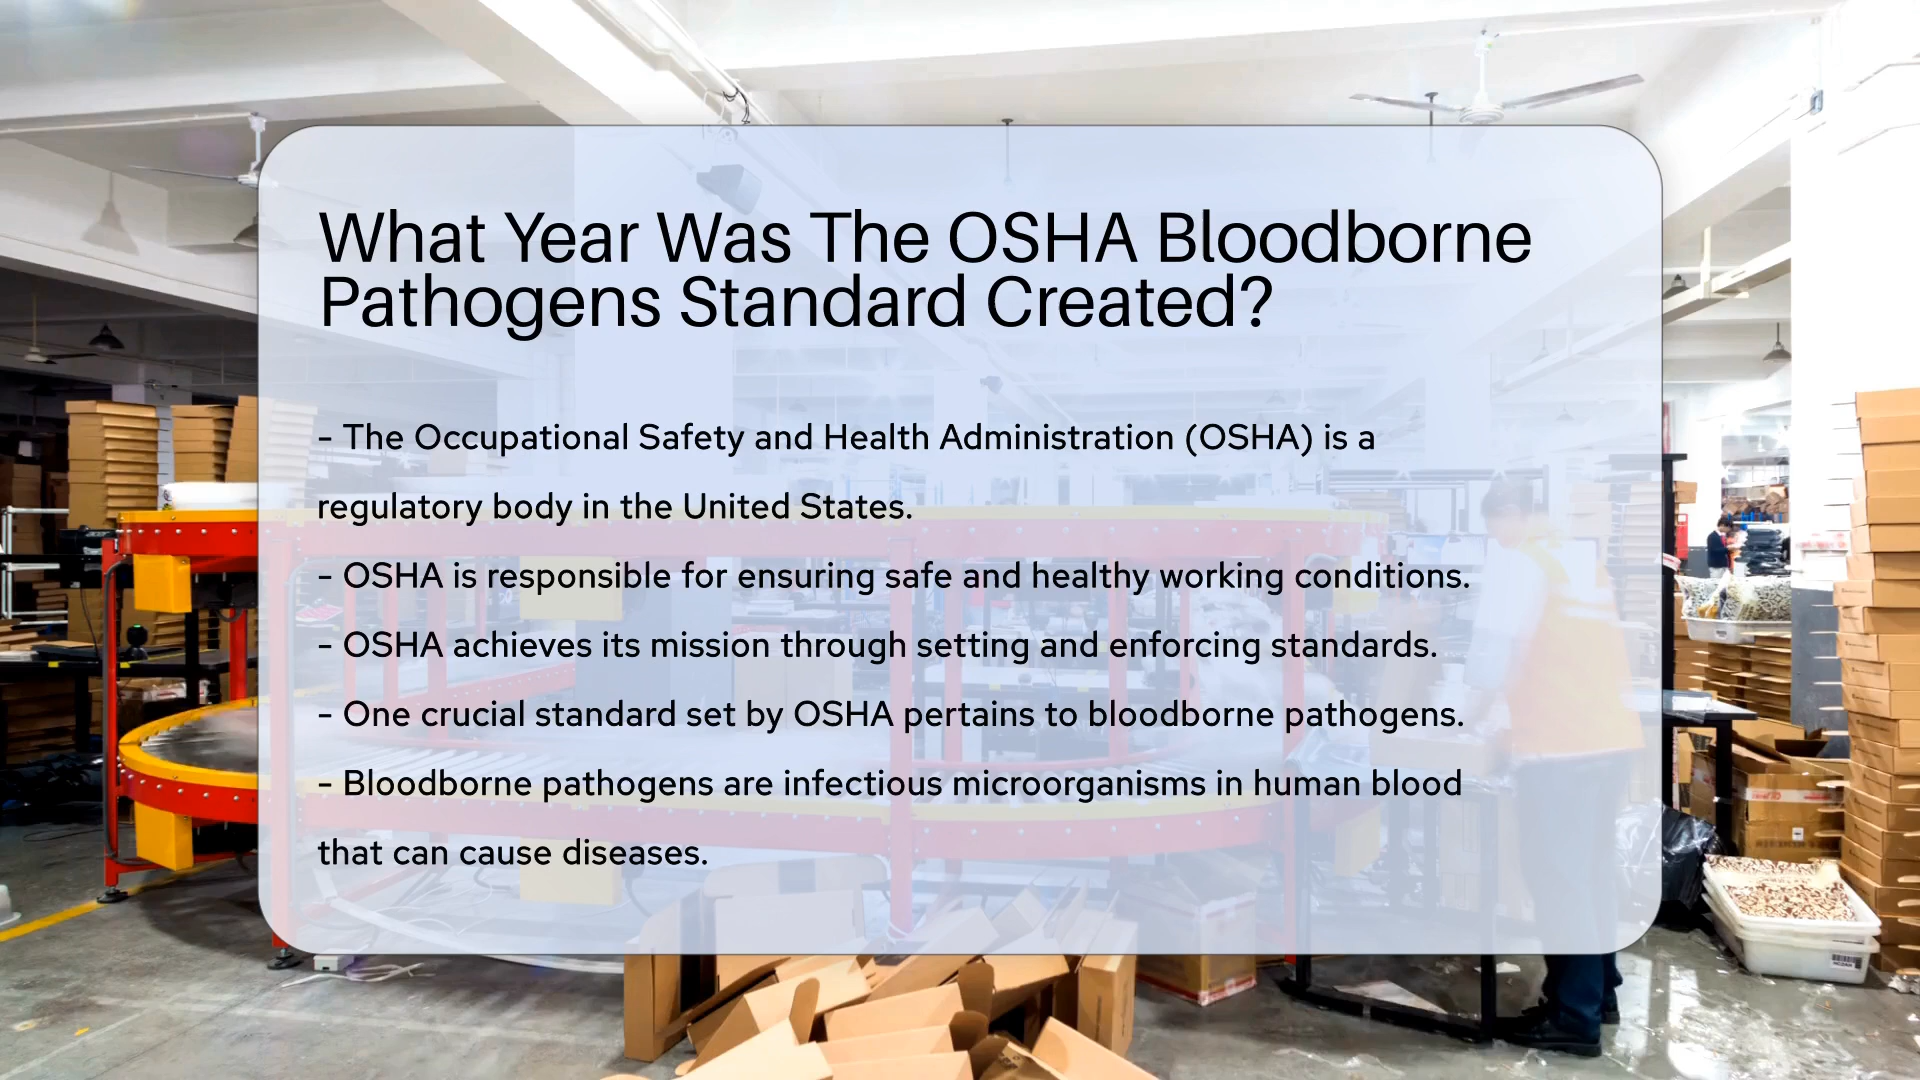 What Year Was The OSHA Bloodborne
Pathogens Standard Created?
- The Occupational Safety and Health Administration (OSHA) is a
regulatory body in the United States.
- OSHA is responsible for ensuring safe and healthy working conditions.
- OSHA achieves its mission through setting and enforcing standards.
- One crucial standard set by OSHA pertains to bloodborne pathogens.
- Bloodborne pathogens are infectious microorganisms in human blood
that can cause diseases.